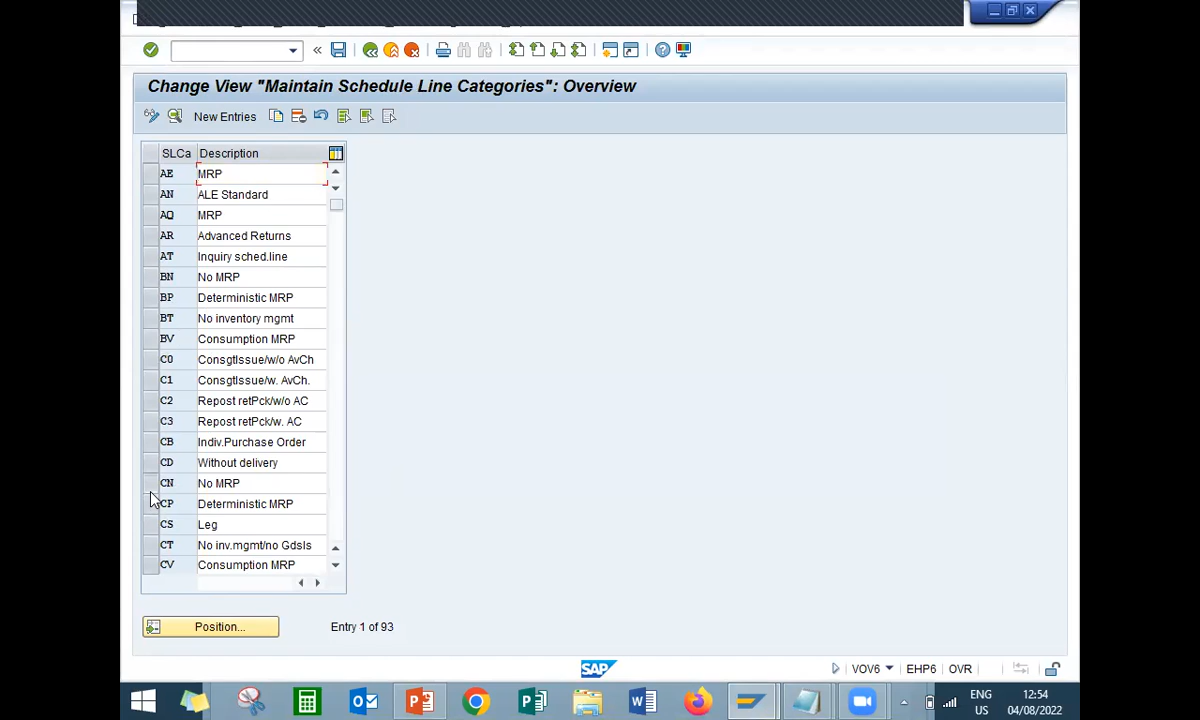 Change View "Maintain Schedule Line Categories": Overview
New Entries
SLCa Description
AE MRP
AN ALE Standard
AQ MRP
AR Advanced Returns
AT Inquiry sched.line
BN No MRP
BP Deterministic MRP
BT No inventory mgmt
BV Consumption MRP
C0 ConsgtIssue/w/o AvCh
C1 ConsgtIssue/w. AvCh.
C2 Repost retPck/w/o AC
C3 Repost retPck/w. AC
CB Indiv.Purchase Order
CD Without delivery
CN No MRP
CP Deterministic MRP
CS Leg
CT No inv.mgmt/no GdsIs
CV Consumption MRP
Position... Entry 1 of 93
SAP VOV6 EHP6 OVR
ENG 12:54
US 04/08/2022